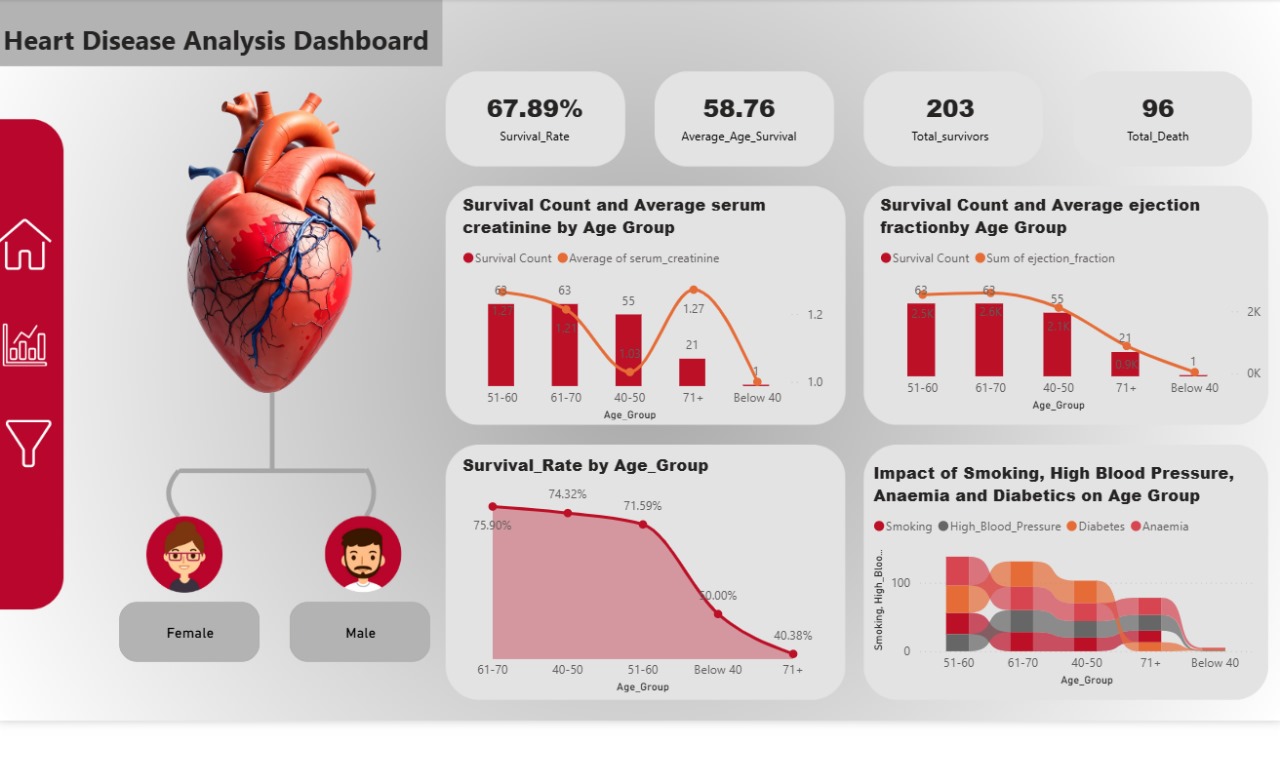 Heart Disease Analysis Dashboard
67.89%
Survival_Rate
58.76
Average_Age_Survival
203
Total_survivors
96
Total_Death
Survival Count and Average serum
creatinine by Age Group
Survival Count Average of serum_creatinine
63 63 55 21 1
1.27 1.21 1.03 1.27
1.2
1.0
51-60 61-70 40-50 71+ Below 40
Age_Group
Survival Count and Average ejection
fractionby Age Group
Survival Count Sum of ejection_fraction
63 63 55 21 1
2.5K 2.6K 2.1K 0.9K
2K
0K
51-60 61-70 40-50 71+ Below 40
Age_Group
Survival_Rate by Age_Group
75.90% 74.32% 71.59% 50.00% 40.38%
61-70 40-50 51-60 Below 40 71+
Age_Group
Impact of Smoking, High Blood Pressure,
Anaemia and Diabetics on Age Group
Smoking High_Blood_Pressure Diabetes Anaemia
Smoking, High_Bloo...
100
0
51-60 61-70 40-50 71+ Below 40
Age_Group
Female
Male